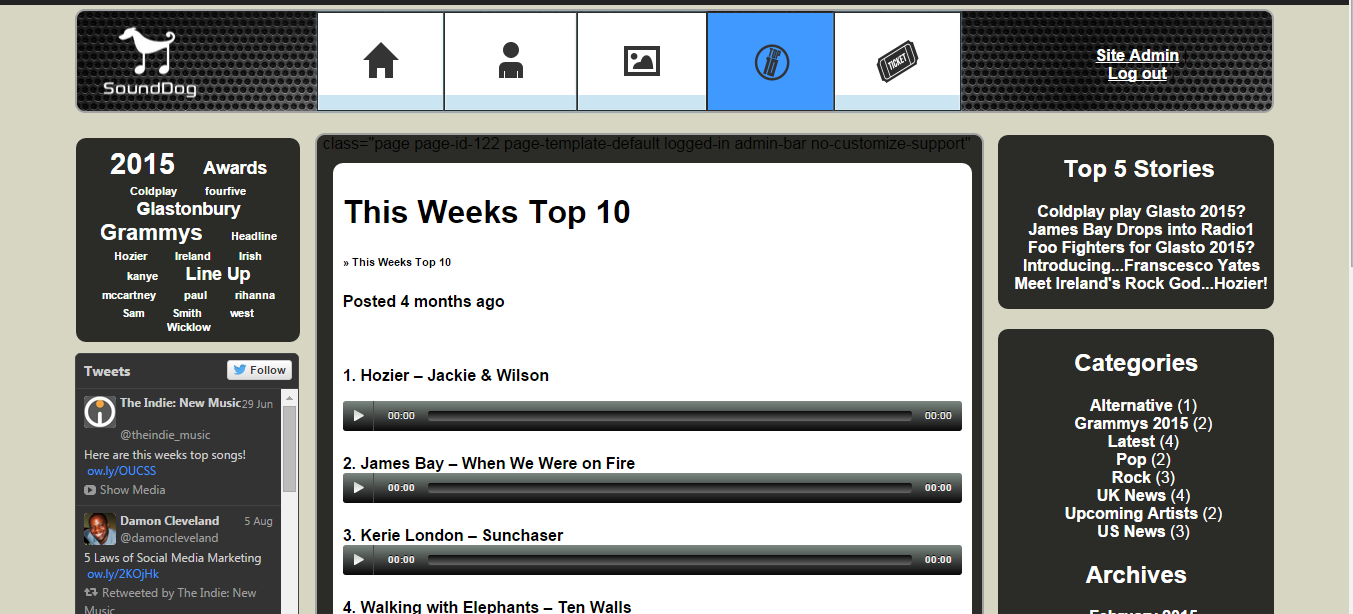 SoundDog
TOP 10
TICKET
Site Admin
Log out
2015 Awards
Coldplay fourfive
Glastonbury
Grammys Headline
Hozier Ireland Irish
kanye Line Up
mccartney paul rihanna
Sam Smith west
Wicklow
Tweets
Follow
The Indie: New Music 29 Jun
@theindie_music
Here are this weeks top songs!
ow.ly/OUCSS
Show Media
Damon Cleveland 5 Aug
@damoncleveland
5 Laws of Social Media Marketing
ow.ly/2KOjHk
Retweeted by The Indie: New
Music
class="page page-id-122 page-template-default logged-in admin-bar no-customize-support"
This Weeks Top 10
» This Weeks Top 10
Posted 4 months ago
1. Hozier – Jackie & Wilson
00:00 00:00
2. James Bay – When We Were on Fire
00:00 00:00
3. Kerie London – Sunchaser
00:00 00:00
4. Walking with Elephants – Ten Walls
Top 5 Stories
Coldplay play Glasto 2015?
James Bay Drops into Radio1
Foo Fighters for Glasto 2015?
Introducing...Franscesco Yates
Meet Ireland's Rock God...Hozier!
Categories
Alternative (1)
Grammys 2015 (2)
Latest (4)
Pop (2)
Rock (3)
UK News (4)
Upcoming Artists (2)
US News (3)
Archives
February 2015